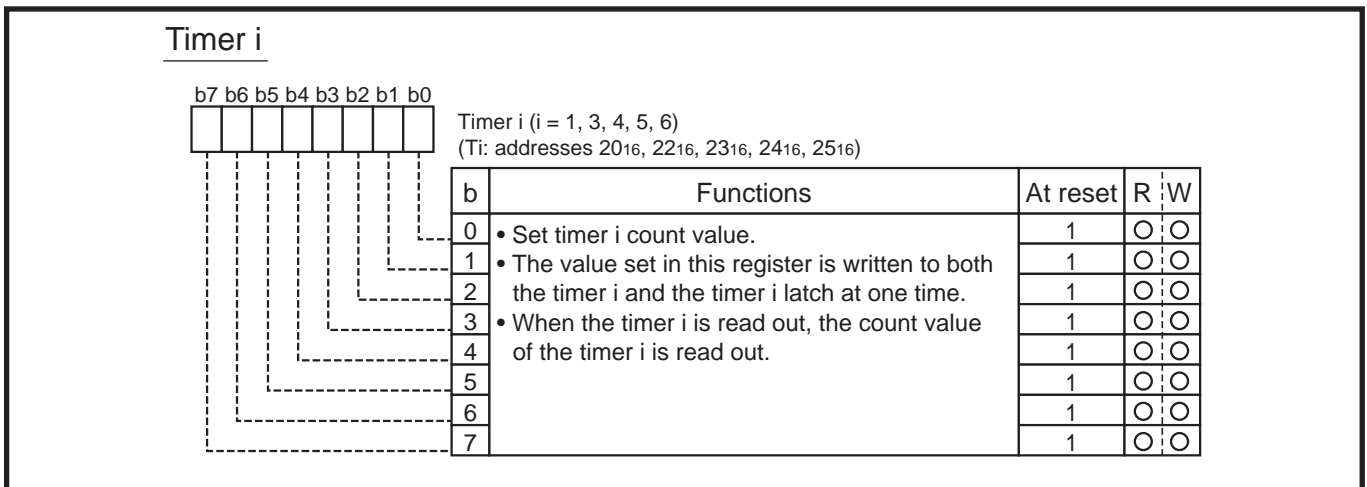 Timer i
b7 b6 b5 b4 b3 b2 b1 b0
Timer i (i = 1, 3, 4, 5, 6)
(Ti: addresses 2016, 2216, 2316, 2416, 2516)
b Functions At reset R W
0 • Set timer i count value. 1 ○ ○
1 • The value set in this register is written to both 1 ○ ○
2 the timer i and the timer i latch at one time. 1 ○ ○
3 • When the timer i is read out, the count value 1 ○ ○
4 of the timer i is read out. 1 ○ ○
5 1 ○ ○
6 1 ○ ○
7 1 ○ ○